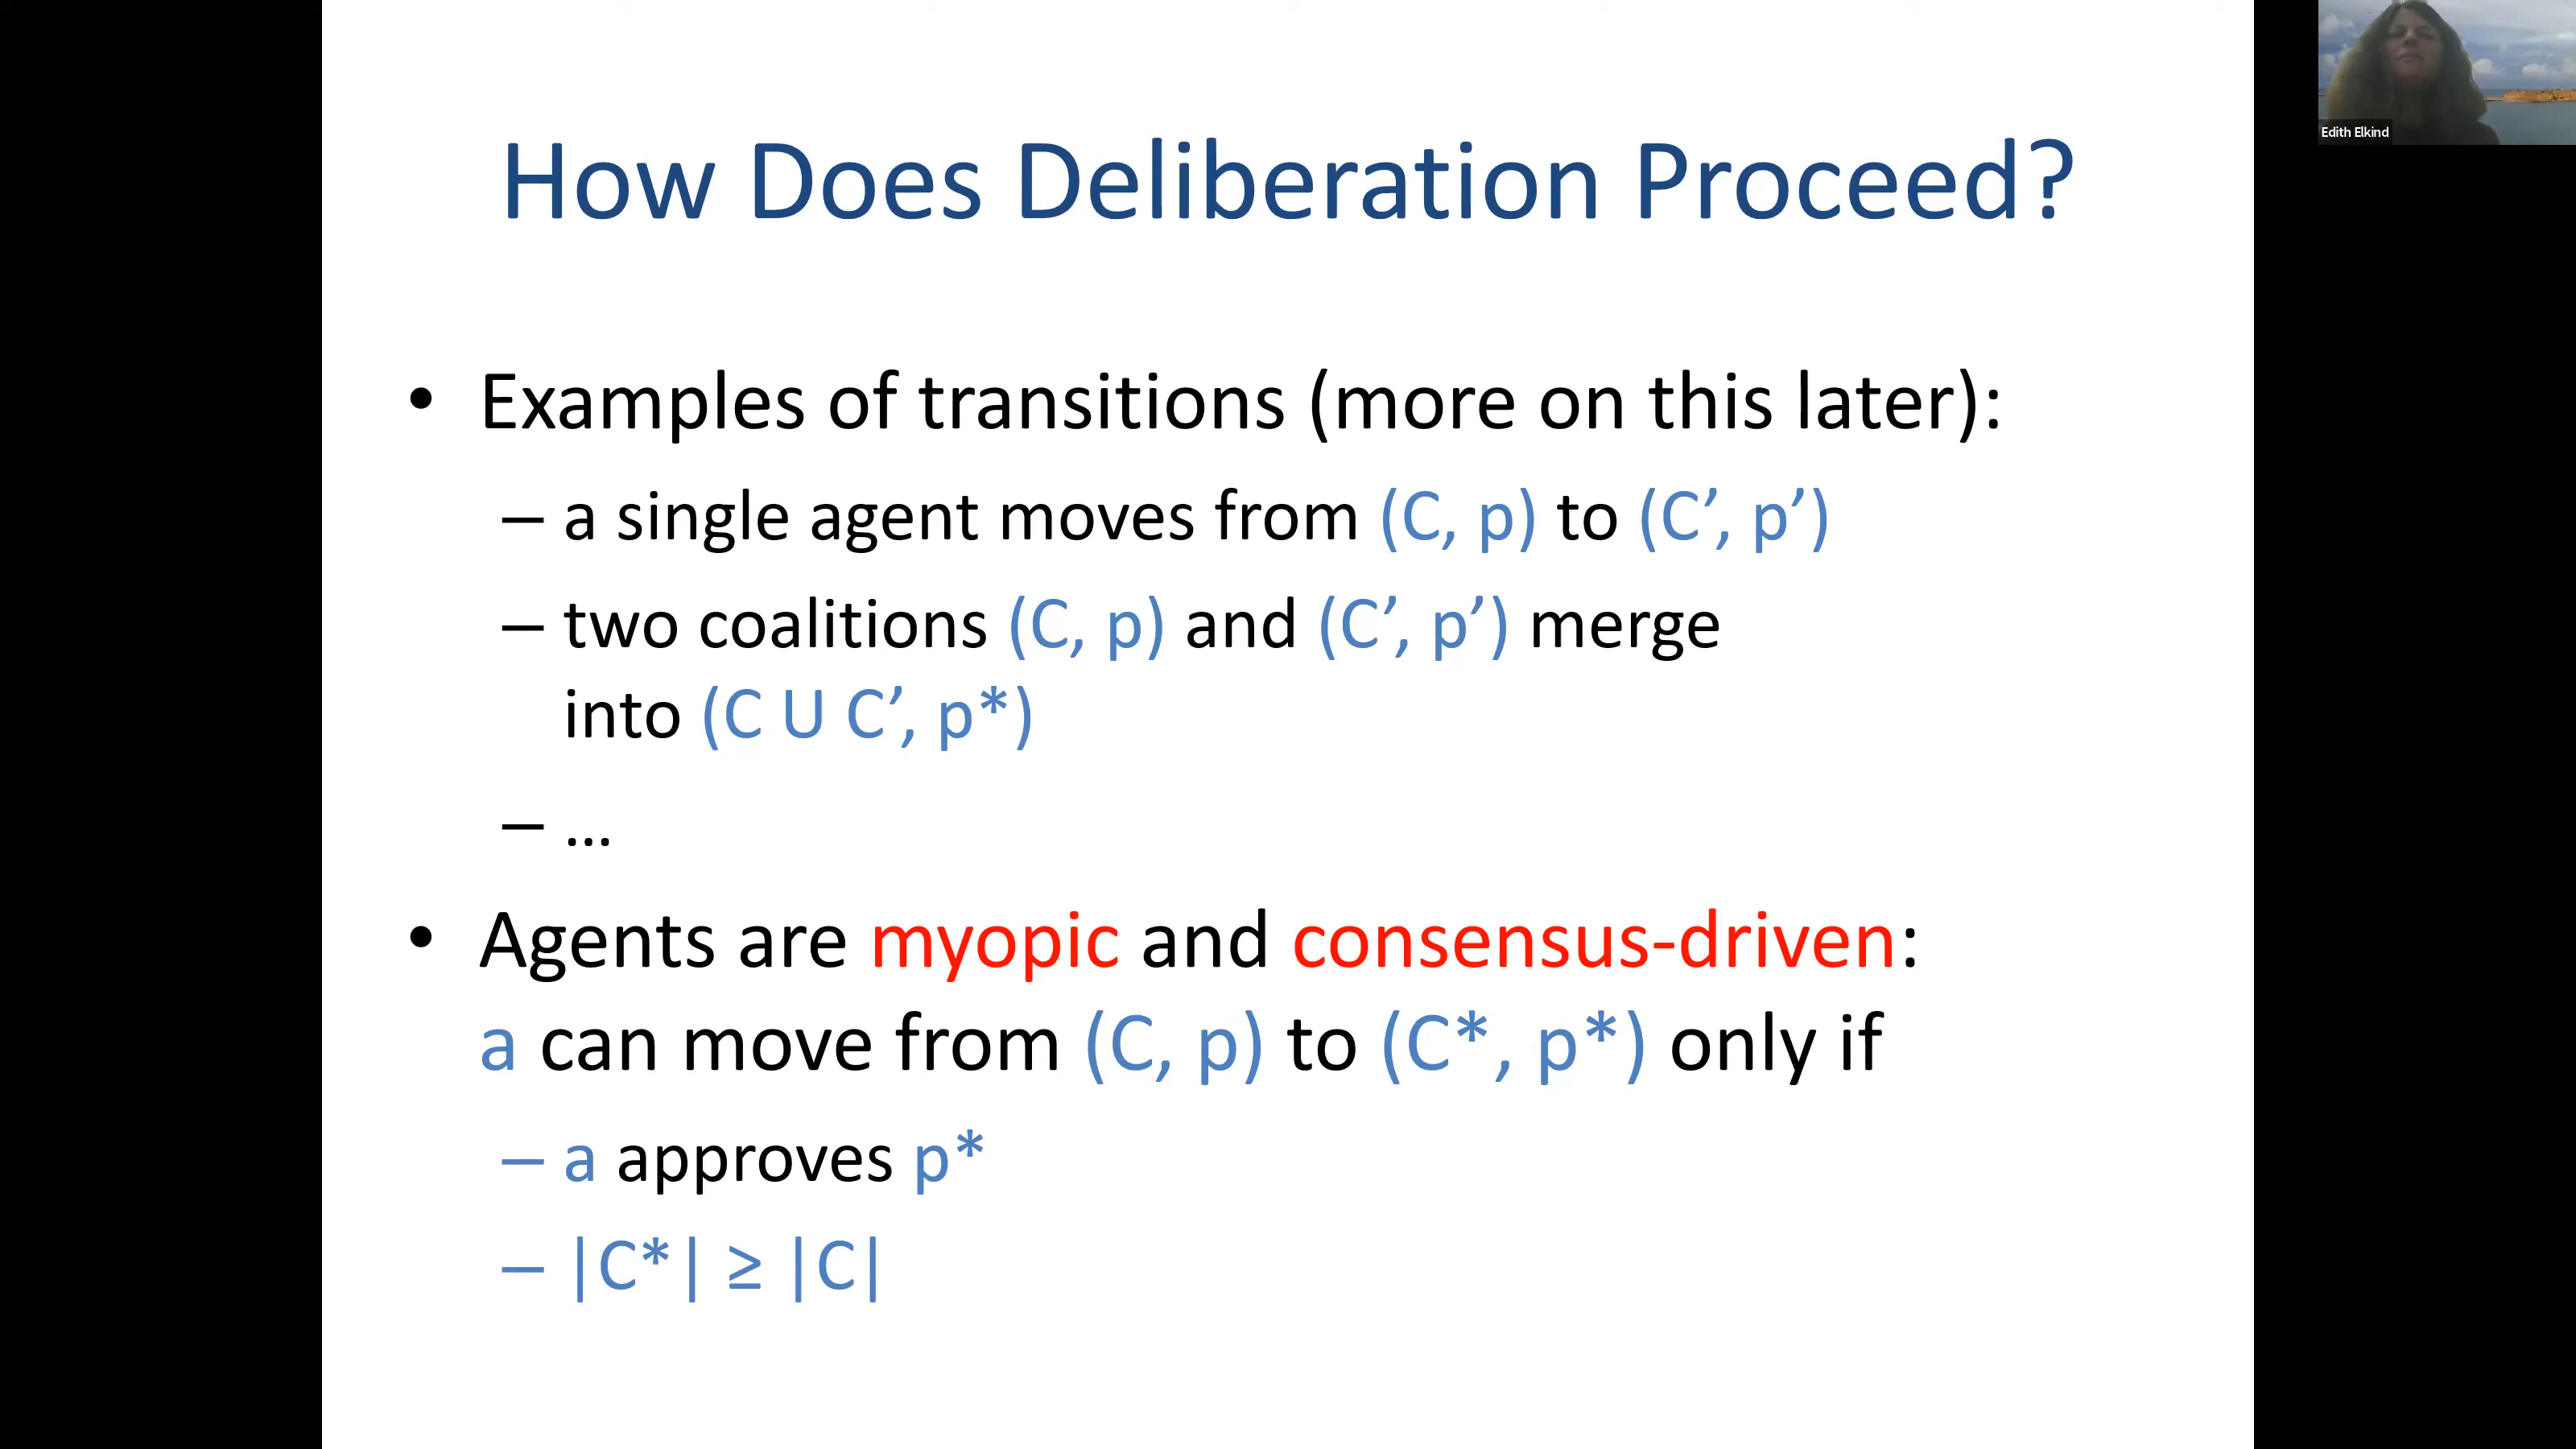 Edith Elkind
How Does Deliberation Proceed?
• Examples of transitions (more on this later):
– a single agent moves from (C, p) to (C’, p’)
– two coalitions (C, p) and (C’, p’) merge
into (C U C’, p*)
– ...
• Agents are myopic and consensus-driven:
a can move from (C, p) to (C*, p*) only if
– a approves p*
– |C*| ≥ |C|